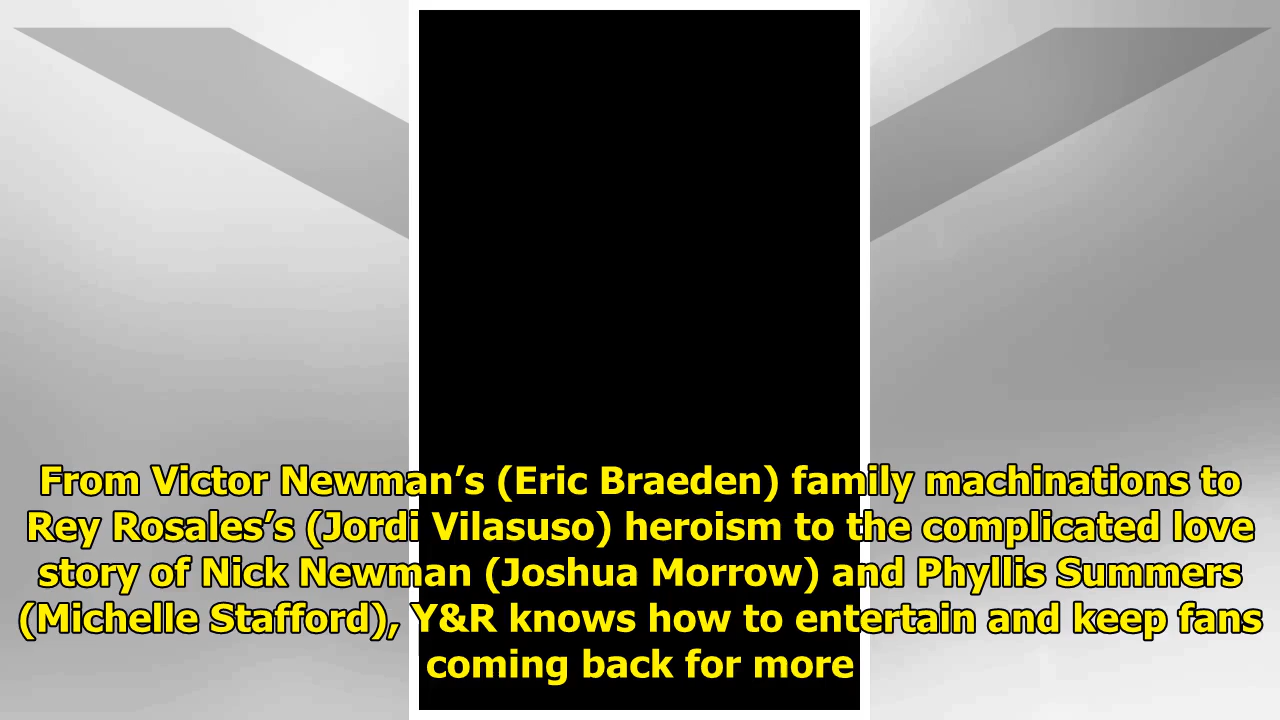 From Victor Newman’s (Eric Braeden) family machinations to
Rey Rosales’s (Jordi Vilasuso) heroism to the complicated love
story of Nick Newman (Joshua Morrow) and Phyllis Summers
(Michelle Stafford), Y&R knows how to entertain and keep fans
coming back for more